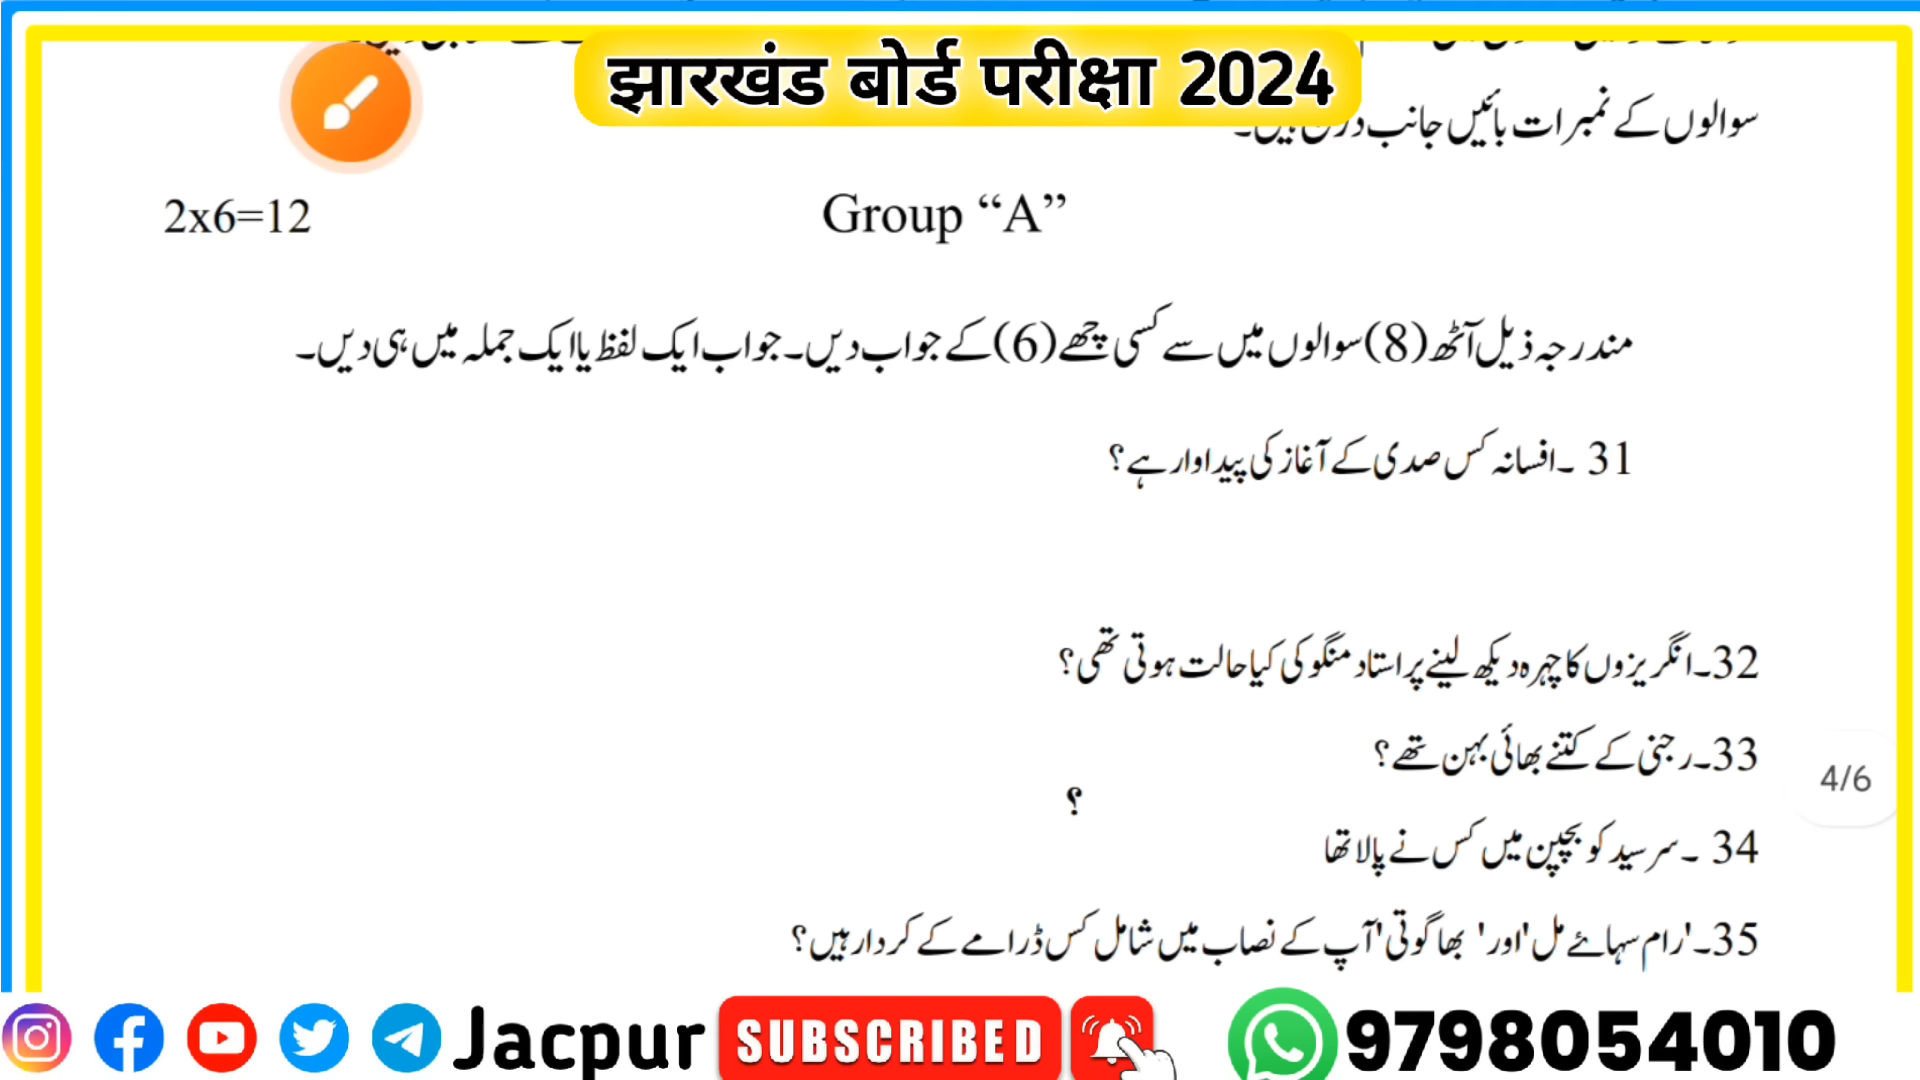 झारखंड बोर्ड परीक्षा 2024
سوالوں کے نمبرات بائیں جانب درج ہیں۔
2x6=12
Group “A”
مندرجہ ذیل آٹھ (8) سوالوں میں سے کسی چھے (6) کے جواب دیں۔ جواب ایک لفظ یا ایک جملہ میں ہی دیں۔
31 ۔افسانہ کس صدی کے آغاز کی پیداوار ہے؟
32۔انگریزوں کا چہرہ دیکھ لینے پر استاد منگو کی کیا حالت ہوتی تھی؟
33۔رجنی کے کتنے بھائی بہن تھے؟
؟
34 ۔ سرسید کو بچپن میں کس نے پالا تھا
35۔'رام سہائے مل' اور ' بھاگوتی' آپ کے نصاب میں شامل کس ڈرامے کے کردار ہیں؟
4/6
Jacpur
SUBSCRIBED
9798054010